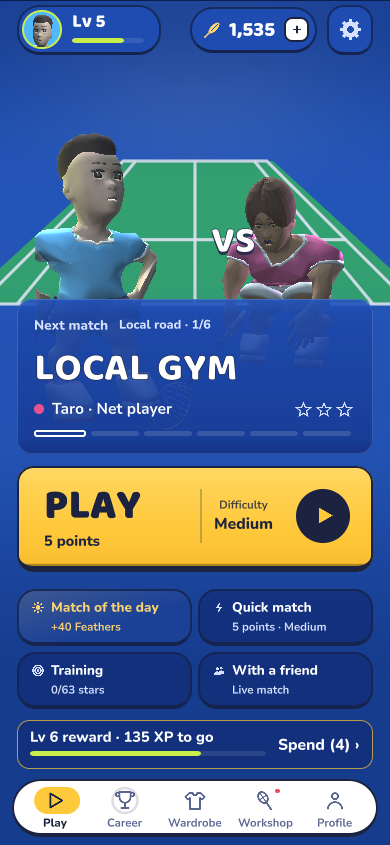 Lv 5
1,535
+
VS
Next match Local road · 1/6
LOCAL GYM
Taro · Net player
PLAY
5 points
Difficulty
Medium
Match of the day
+40 Feathers
Quick match
5 points · Medium
Training
0/63 stars
With a friend
Live match
Lv 6 reward · 135 XP to go
Spend (4) ›
Play
Career
Wardrobe
Workshop
Profile